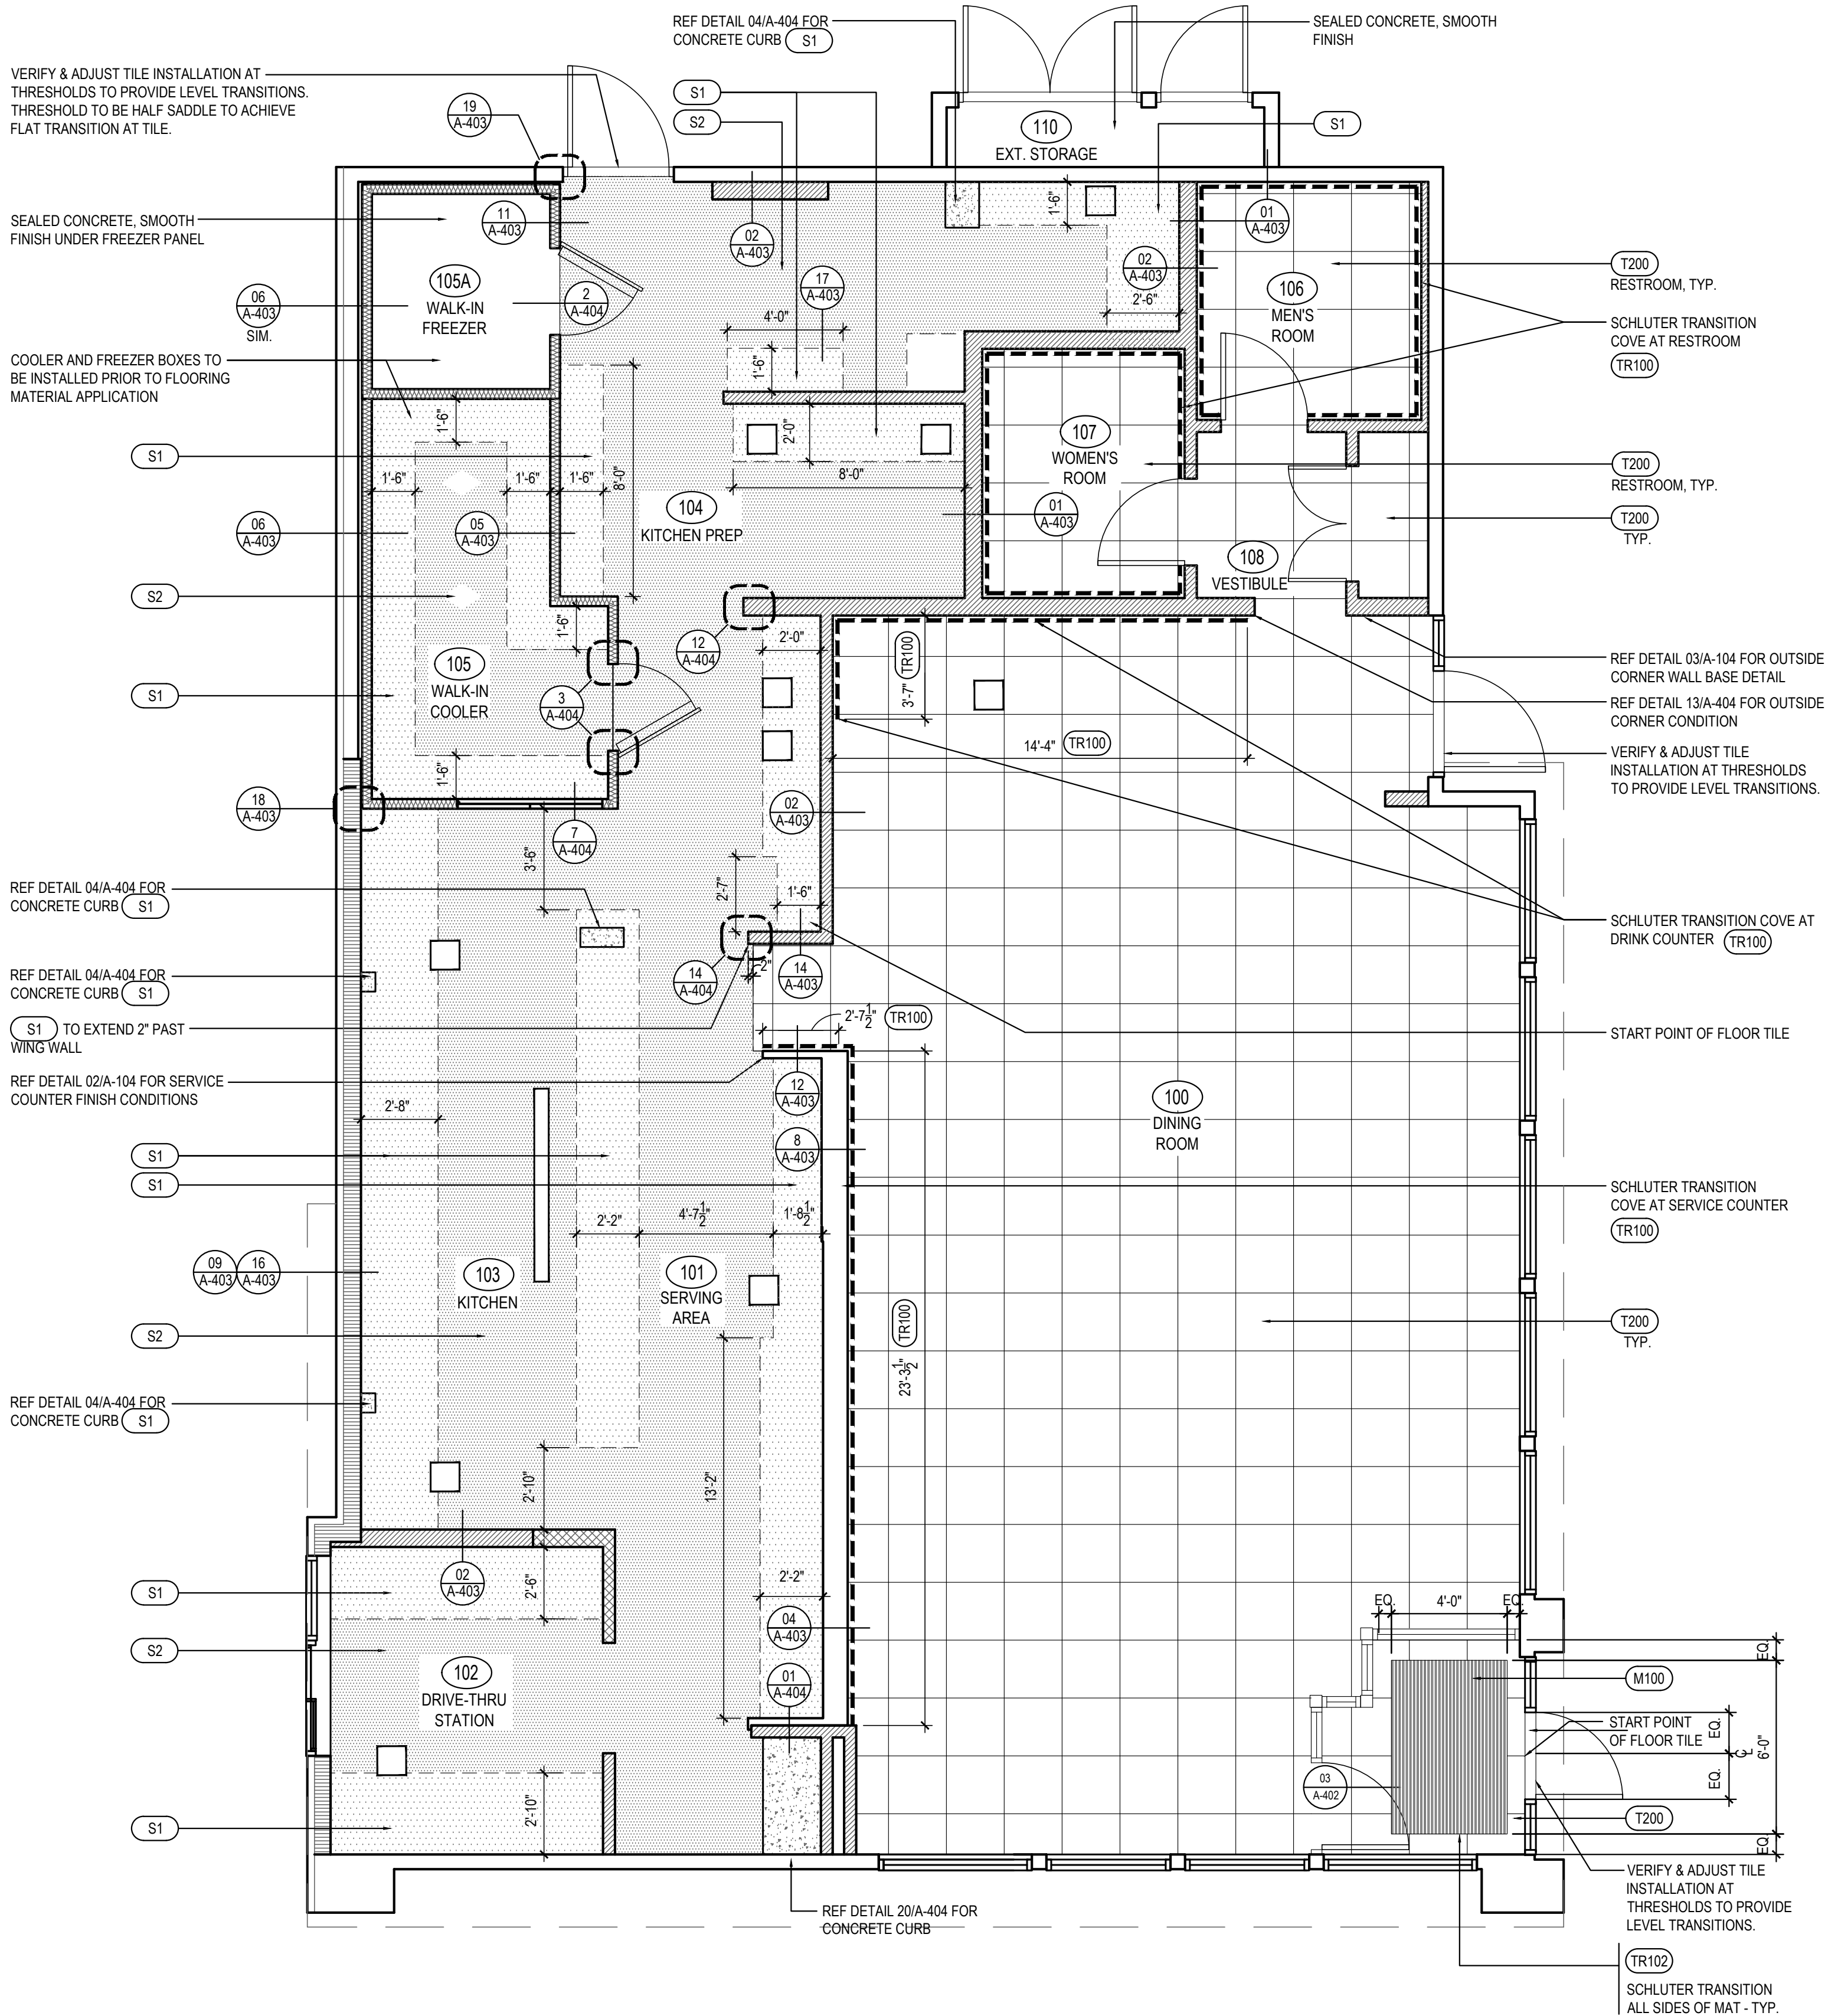 REF DETAIL 04/A-404 FOR
CONCRETE CURB S1
SEALED CONCRETE, SMOOTH
FINISH
VERIFY & ADJUST TILE INSTALLATION AT
THRESHOLDS TO PROVIDE LEVEL TRANSITIONS.
THRESHOLD TO BE HALF SADDLE TO ACHIEVE
FLAT TRANSITION AT TILE.
19
A-403
S1
S2
110
EXT. STORAGE
S1
SEALED CONCRETE, SMOOTH
FINISH UNDER FREEZER PANEL
11
A-403
02
A-403
1'-6"
01
A-403
105A
WALK-IN
FREEZER
2
A-404
17
A-403
4'-0"
1'-6"
02
A-403
2'-6"
106
MEN'S
ROOM
T200
RESTROOM, TYP.
06
A-403
SIM.
SCHLUTER TRANSITION
COVE AT RESTROOM
TR100
COOLER AND FREEZER BOXES TO
BE INSTALLED PRIOR TO FLOORING
MATERIAL APPLICATION
1'-6"
S1
1'-6"
1'-6"
1'-6"
8'-0"
2'-0"
8'-0"
107
WOMEN'S
ROOM
T200
RESTROOM, TYP.
06
A-403
05
A-403
104
KITCHEN PREP
01
A-403
T200
TYP.
108
VESTIBULE
S2
1'-6"
12
A-404
2'-0"
3'-7" TR100
105
WALK-IN
COOLER
S1
3
A-404
14'-4" TR100
REF DETAIL 03/A-104 FOR OUTSIDE
CORNER WALL BASE DETAIL
REF DETAIL 13/A-404 FOR OUTSIDE
CORNER CONDITION
VERIFY & ADJUST TILE
INSTALLATION AT THRESHOLDS
TO PROVIDE LEVEL TRANSITIONS.
1'-6"
18
A-403
7
A-404
3'-6"
02
A-403
2'-7"
1'-6"
REF DETAIL 04/A-404 FOR
CONCRETE CURB S1
SCHLUTER TRANSITION COVE AT
DRINK COUNTER TR100
REF DETAIL 04/A-404 FOR
CONCRETE CURB S1
14
A-404
2"
14
A-403
S1 TO EXTEND 2" PAST
WING WALL
2'-7 1/2" TR100
START POINT OF FLOOR TILE
REF DETAIL 02/A-104 FOR SERVICE
COUNTER FINISH CONDITIONS
2'-8"
12
A-403
100
DINING
ROOM
8
A-403
S1
S1
2'-2"
4'-7 1/2"
1'-8 1/2"
SCHLUTER TRANSITION
COVE AT SERVICE COUNTER
TR100
09
A-403
16
A-403
103
KITCHEN
101
SERVING
AREA
S2
23'-3 1/2" TR100
T200
TYP.
REF DETAIL 04/A-404 FOR
CONCRETE CURB S1
2'-10"
13'-2"
02
A-403
2'-6"
2'-2"
S1
04
A-403
EQ.
4'-0"
EQ.
EQ.
S2
102
DRIVE-THRU
STATION
01
A-404
M100
START POINT
OF FLOOR TILE
EQ.
EQ.
CL
6'-0"
03
A-402
2'-10"
S1
T200
EQ.
VERIFY & ADJUST TILE
INSTALLATION AT
THRESHOLDS TO PROVIDE
LEVEL TRANSITIONS.
REF DETAIL 20/A-404 FOR
CONCRETE CURB
TR102
SCHLUTER TRANSITION
ALL SIDES OF MAT - TYP.